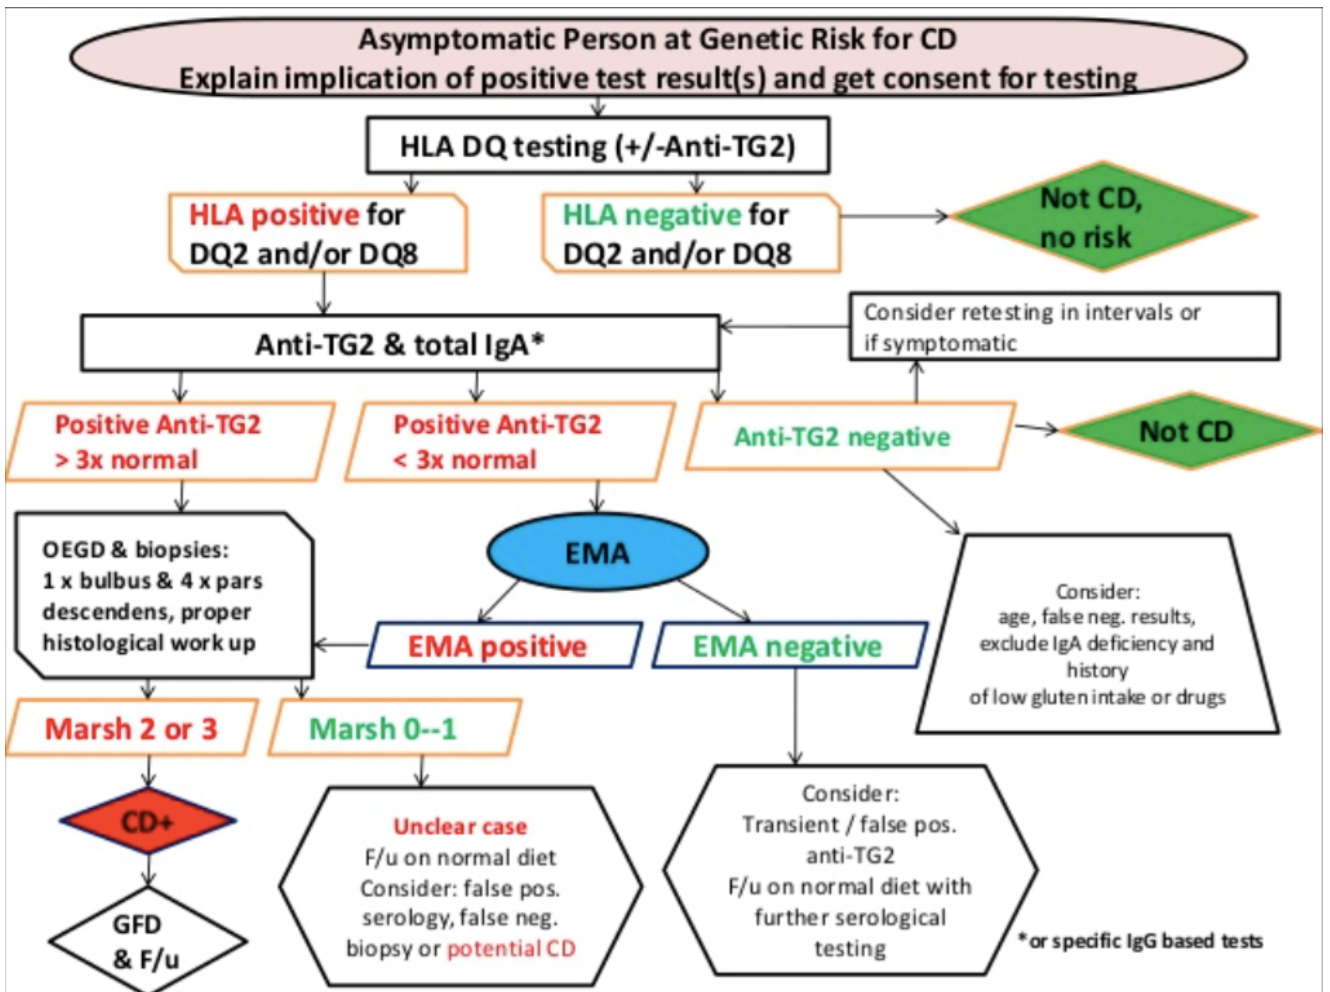 Asymptomatic Person at Genetic Risk for CD
Explain implication of positive test result(s) and get consent for testing
HLA DQ testing (+/-Anti-TG2)
HLA positive for
DQ2 and/or DQ8
HLA negative for
DQ2 and/or DQ8
Not CD,
no risk
Consider retesting in intervals or
if symptomatic
Anti-TG2 & total IgA*
Positive Anti-TG2
> 3x normal
Positive Anti-TG2
< 3x normal
Anti-TG2 negative
Not CD
OEGD & biopsies:
1 x bulbus & 4 x pars
descendens, proper
histological work up
EMA
EMA positive
EMA negative
Consider:
age, false neg. results,
exclude IgA deficiency and
history
of low gluten intake or drugs
Marsh 2 or 3
Marsh 0--1
CD+
GFD
& F/u
Unclear case
F/u on normal diet
Consider: false pos.
serology, false neg.
biopsy or potential CD
Consider:
Transient / false pos.
anti-TG2
F/u on normal diet with
further serological
testing
*or specific IgG based tests